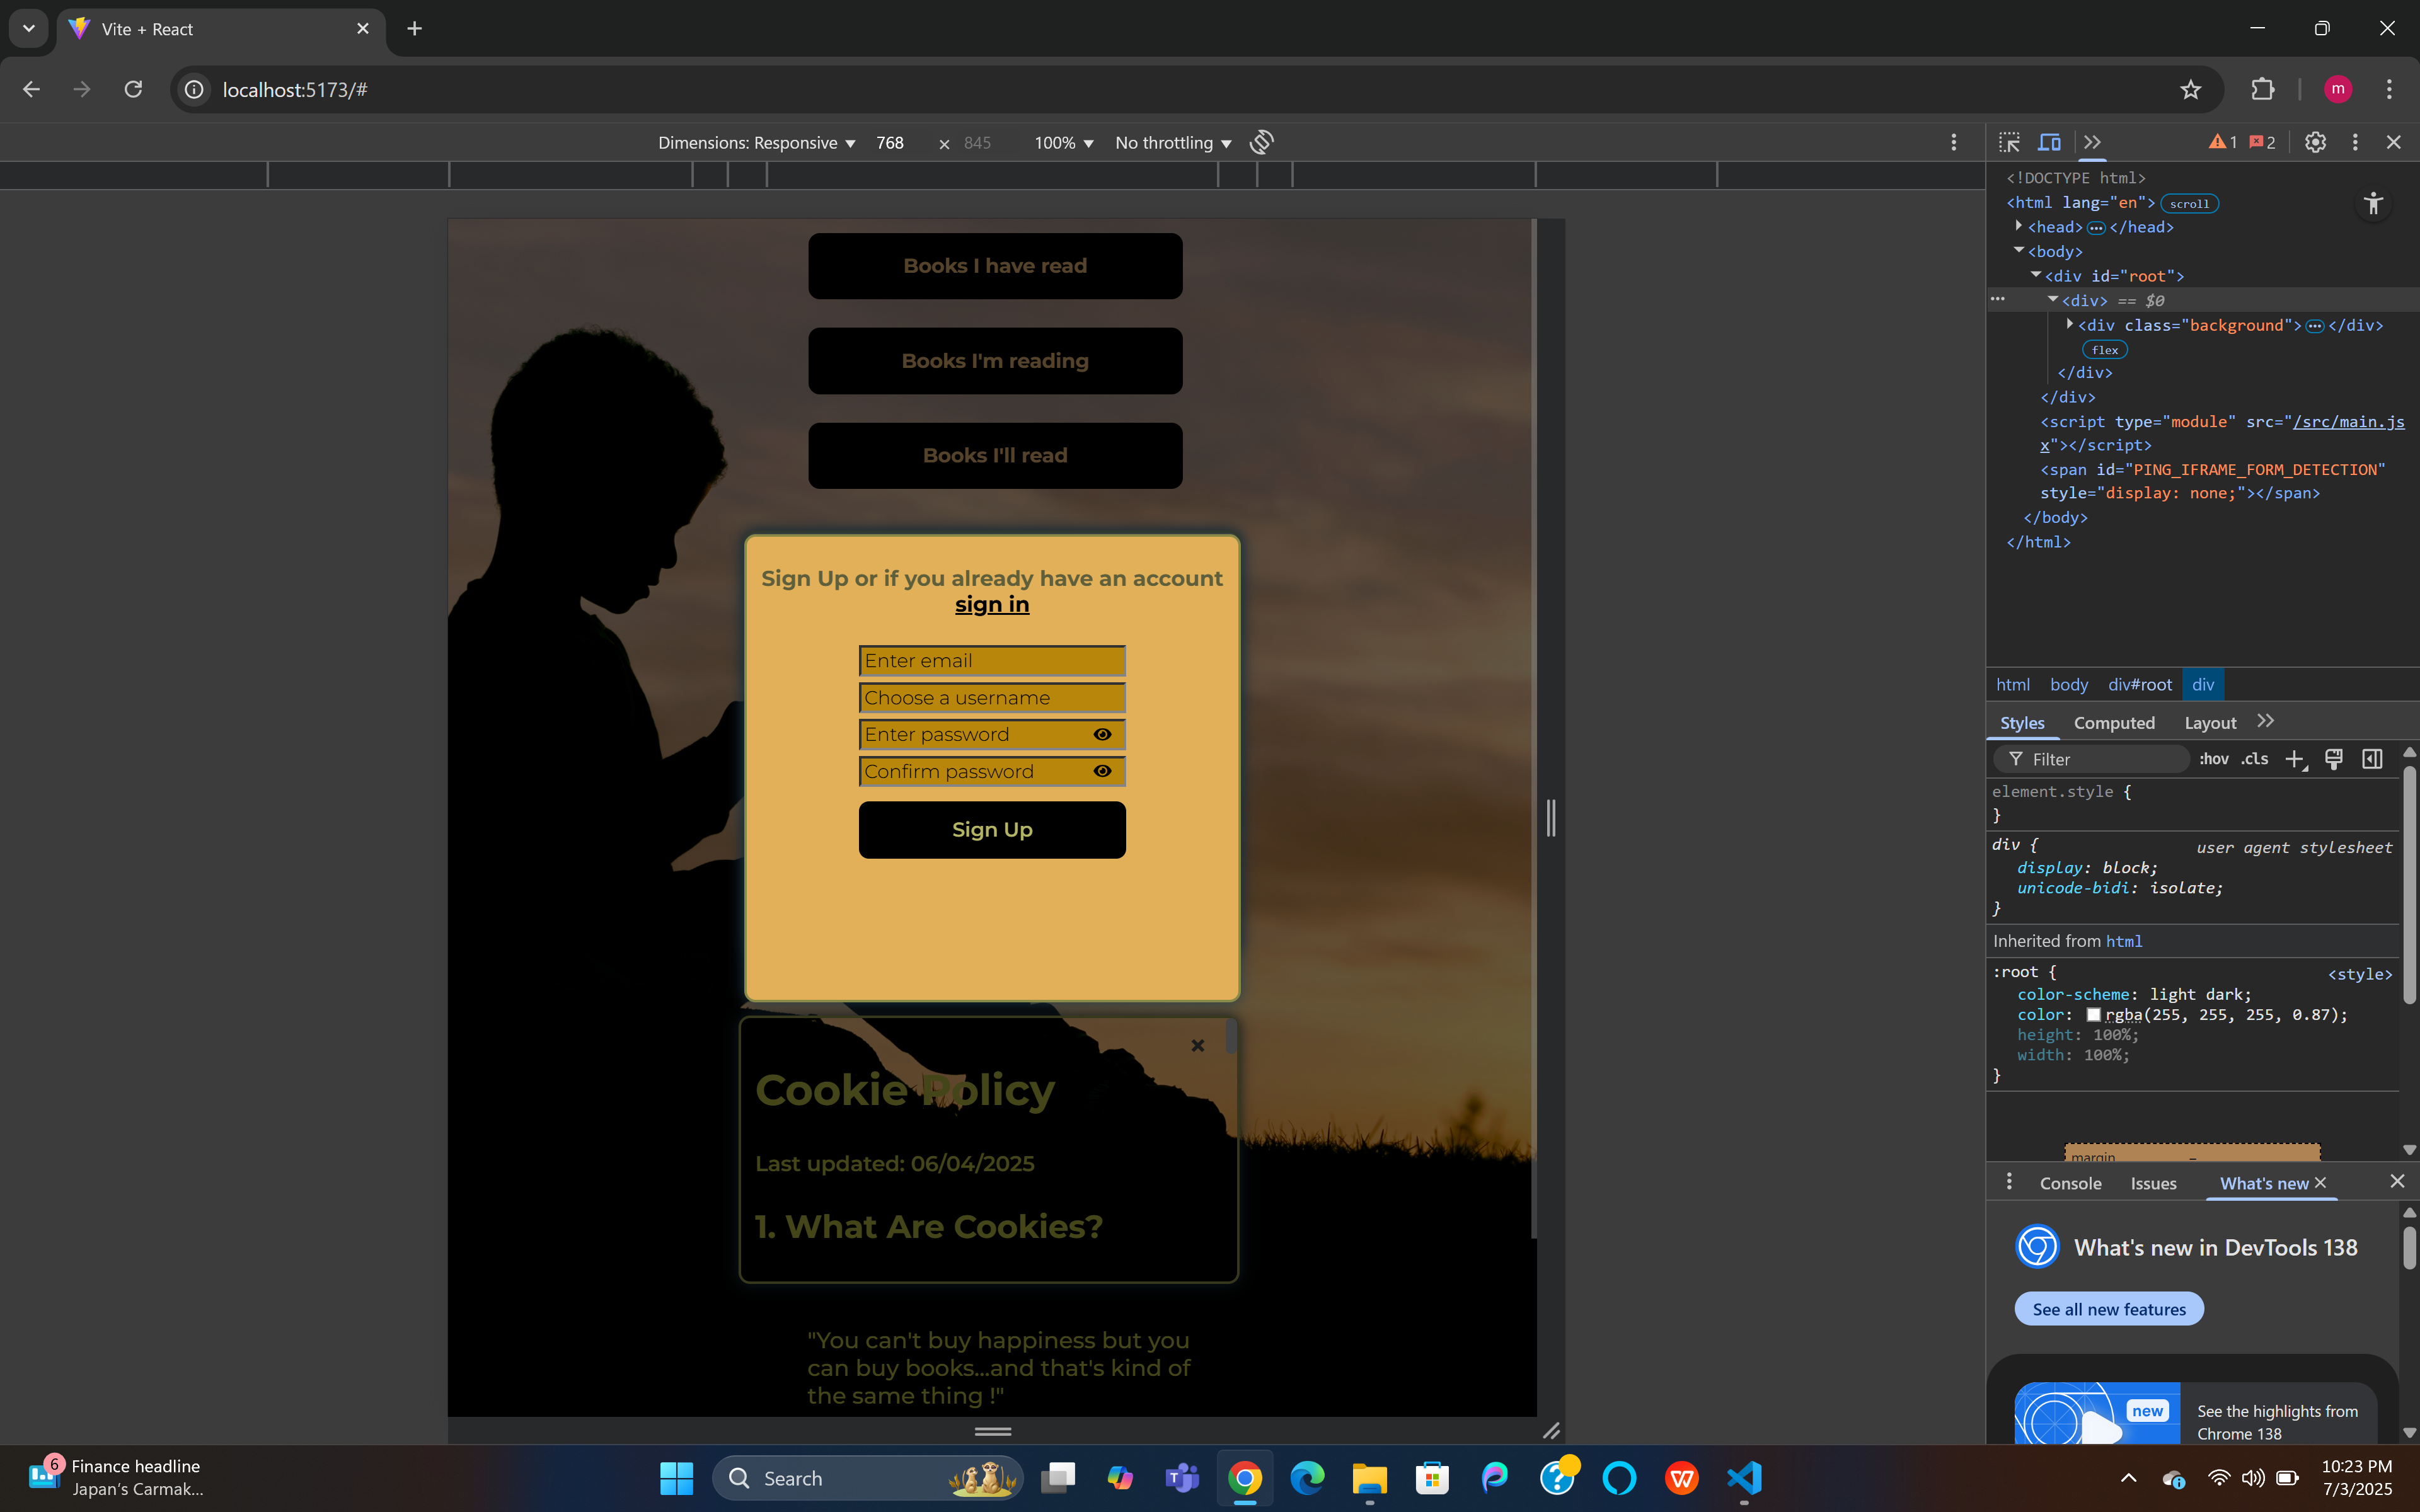 Vite + React
localhost:5173/#
m
Dimensions: Responsive 768 × 845 100% No throttling
1 2
Books I have read
Books I'm reading
Books I'll read
Sign Up or if you already have an account
sign in
Enter email
Choose a username
Enter password
Confirm password
Sign Up
Cookie Policy
Last updated: 06/04/2025
1. What Are Cookies?
"You can't buy happiness but you
can buy books...and that's kind of
the same thing !"
<!DOCTYPE html>
<html lang="en"> scroll
<head> ••• </head>
<body>
<div id="root">
••• <div> == $0
<div class="background"> ••• </div>
flex
</div>
</div>
<script type="module" src="/src/main.js
x"></script>
<span id="PING_IFRAME_FORM_DETECTION"
style="display: none;"></span>
</body>
</html>
html body div#root div
Styles Computed Layout
Filter :hov .cls
element.style {
}
div { user agent stylesheet
display: block;
unicode-bidi: isolate;
}
Inherited from html
:root { <style>
color-scheme: light dark;
color: rgba(255, 255, 255, 0.87);
height: 100%;
width: 100%;
}
margin –
Console Issues What's new
What's new in DevTools 138
See all new features
new
See the highlights from
Chrome 138
6
Finance headline
Japan's Carmak...
Search
10:23 PM
7/3/2025